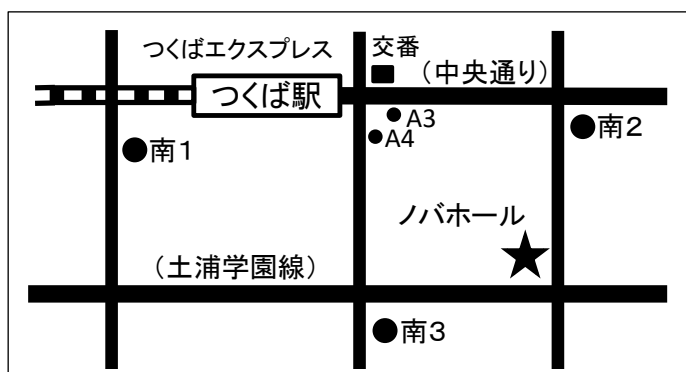 つくばエクスプレス
交番
(中央通り)
つくば駅
A3
A4
南2
南1
ノバホール
(土浦学園線)
南3